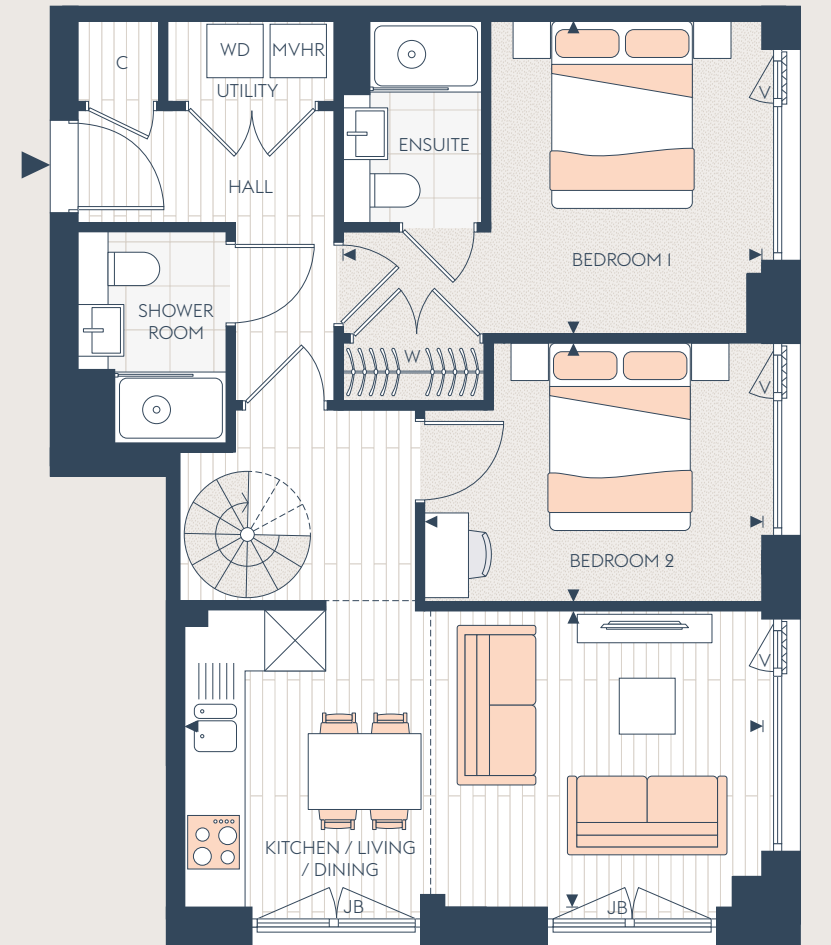 C
WD
MVHR
UTILITY
V
ENSUITE
HALL
BEDROOM 1
SHOWER
ROOM
W
V
BEDROOM 2
V
KITCHEN / LIVING
/ DINING
JB
JB